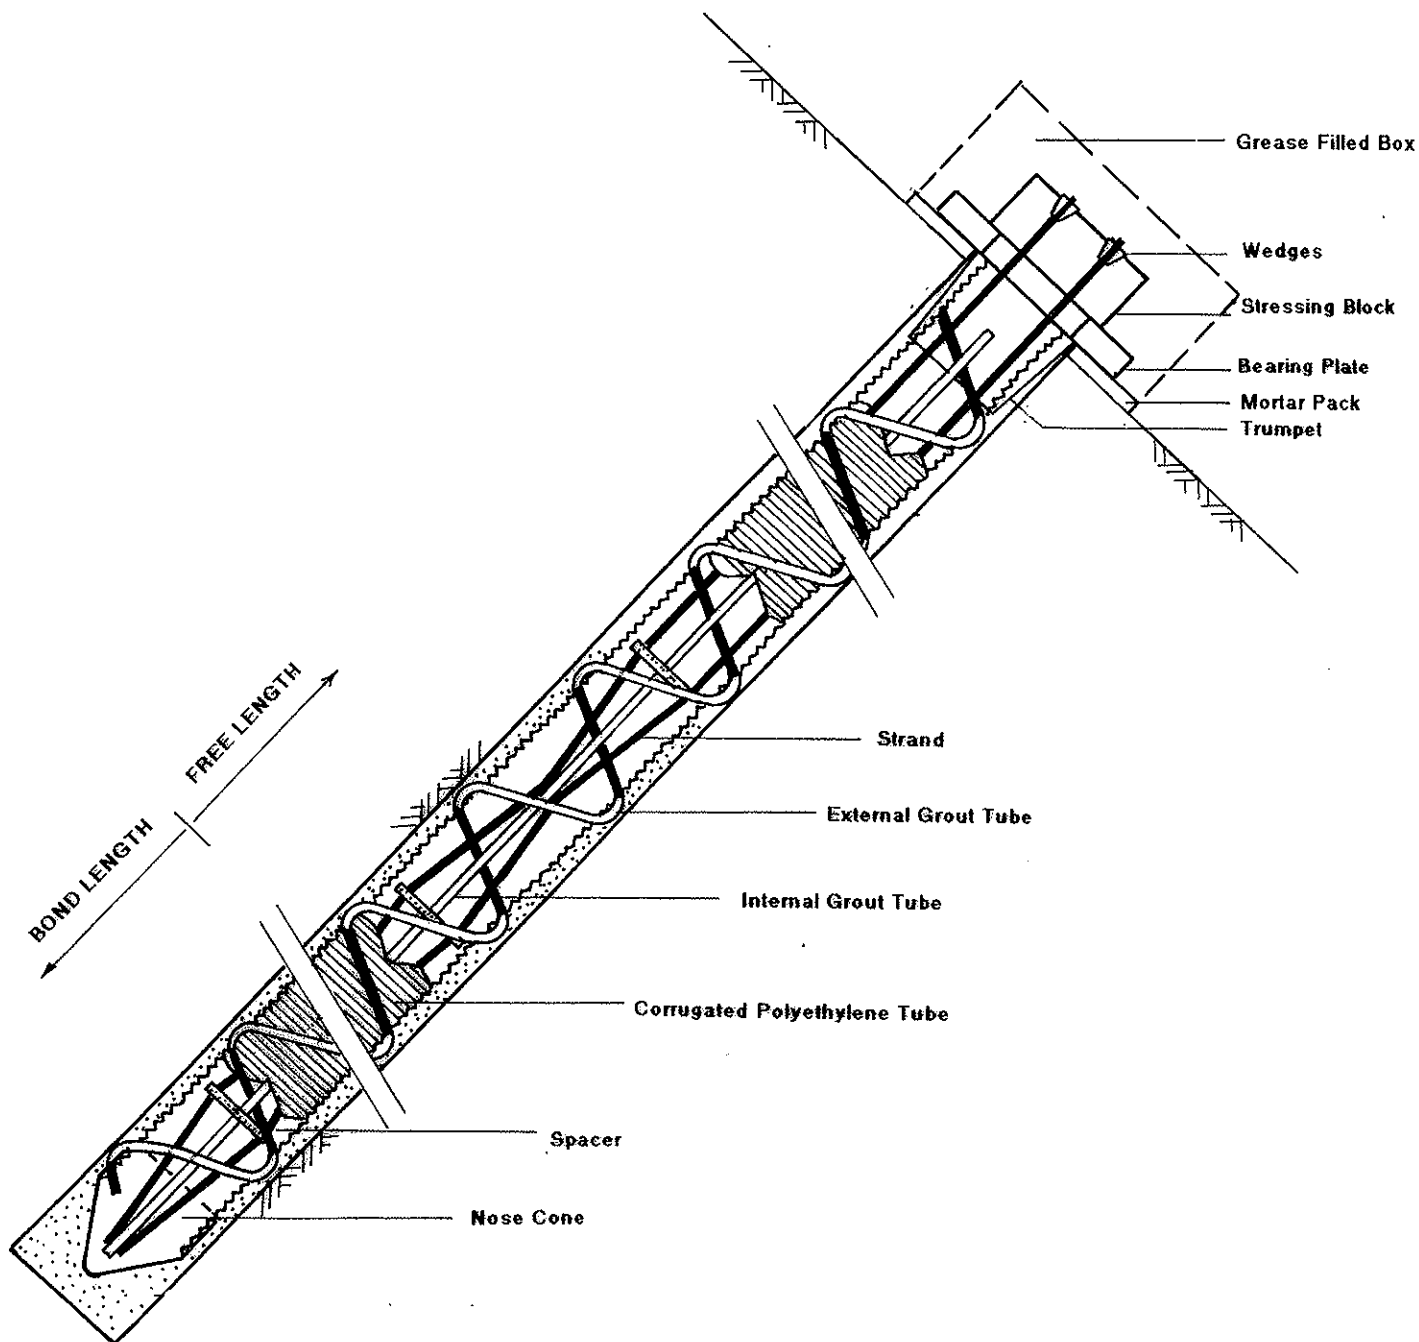 Grease Filled Box
Wedges
Stressing Block
Bearing Plate
Mortar Pack
Trumpet
FREE LENGTH
Strand
External Grout Tube
BOND LENGTH
Internal Grout Tube
Corrugated Polyethylene Tube
Spacer
Nose Cone